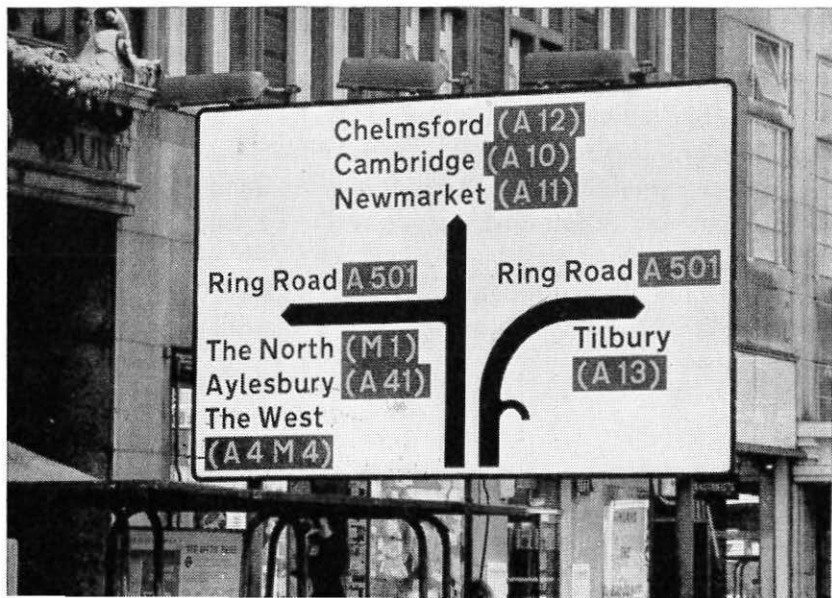 COURT
Chelmsford (A 12)
Cambridge (A 10)
Newmarket (A 11)
Ring Road A 501
The North (M 1)
Aylesbury (A 41)
The West
(A 4 M 4)
Ring Road A 501
Tilbury
(A 13)